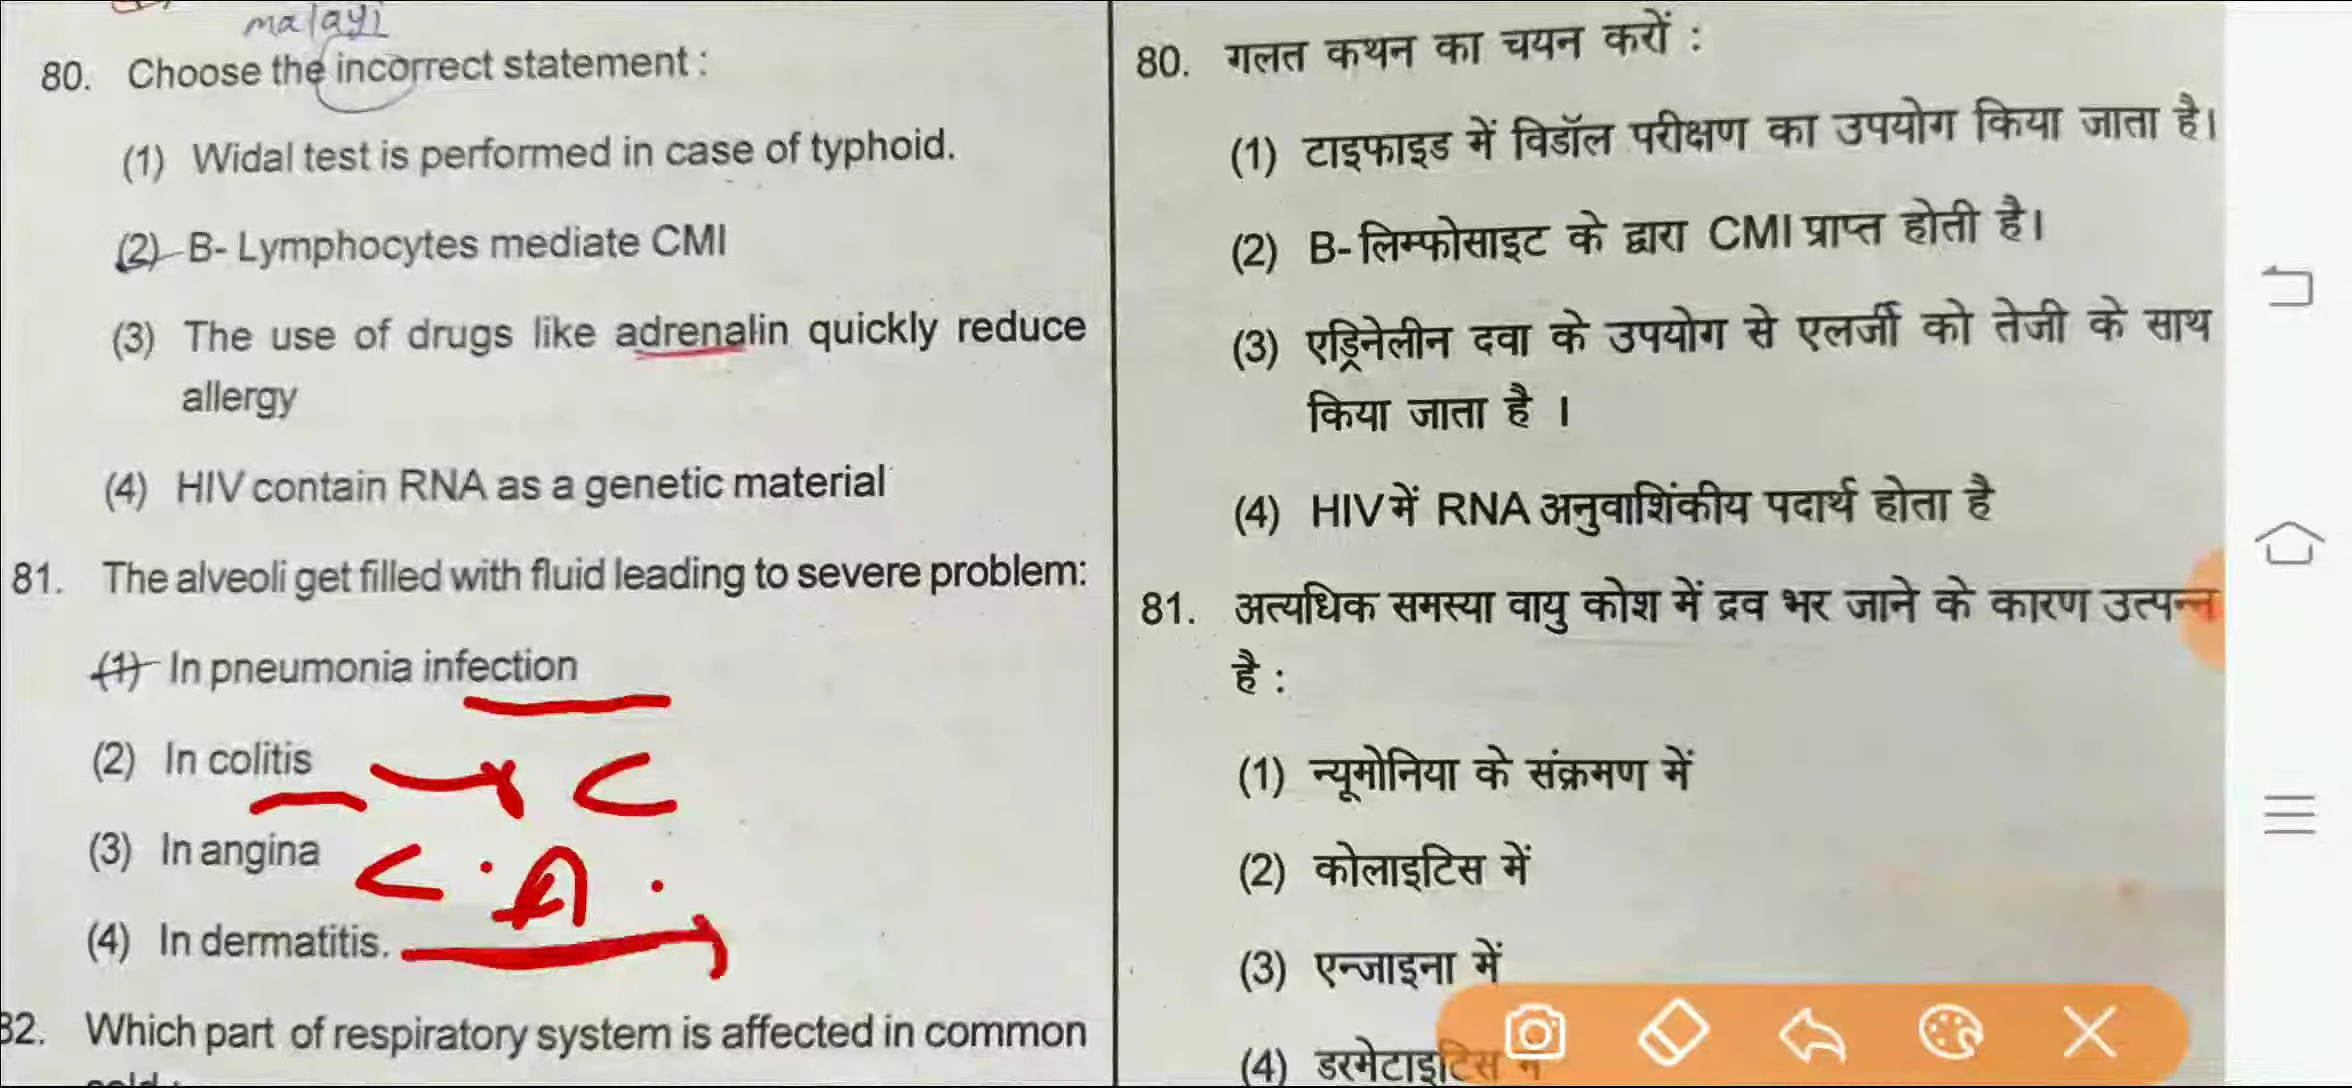 malayi
80. Choose the incorrect statement :
(1) Widal test is performed in case of typhoid.
(2) B- Lymphocytes mediate CMI
(3) The use of drugs like adrenalin quickly reduce
allergy
(4) HIV contain RNA as a genetic material
81. The alveoli get filled with fluid leading to severe problem:
(1) In pneumonia infection
(2) In colitis
C
(3) In angina
A
(4) In dermatitis.
82. Which part of respiratory system is affected in common
80. गलत कथन का चयन करों :
(1) टाइफाइड में विडॉल परीक्षण का उपयोग किया जाता है।
(2) B-लिम्फोसाइट के द्वारा CMI प्राप्त होती है।
(3) एड्रिनेलीन दवा के उपयोग से एलर्जी को तेजी के साथ
किया जाता है ।
(4) HIV में RNA अनुवाशिंकीय पदार्थ होता है
81. अत्यधिक समस्या वायु कोश में द्रव भर जाने के कारण उत्पन्न
है :
(1) न्यूमोनिया के संक्रमण में
(2) कोलाइटिस में
(3) एन्जाइना में
(4) डरमेटाइटिस